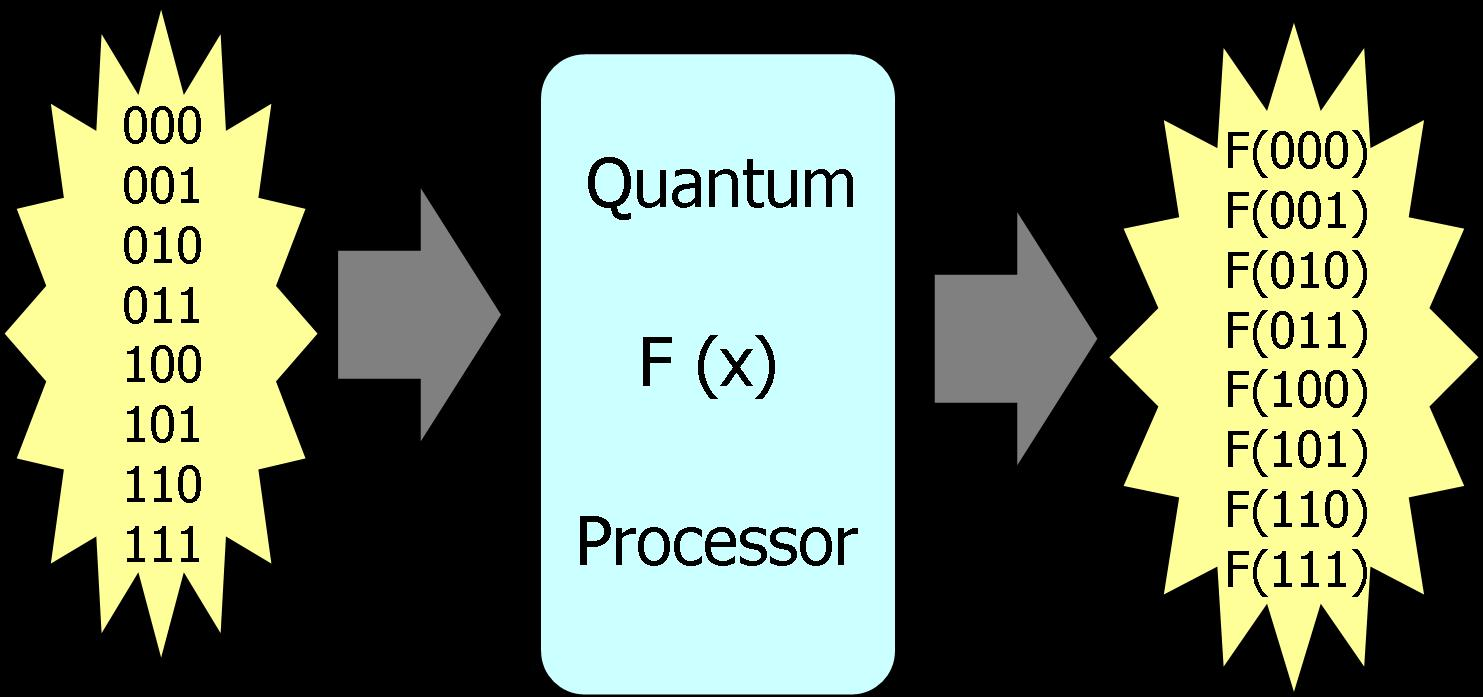 000
001
010
011
100
101
110
111
Quantum
F (x)
Processor
F(000)
F(001)
F(010)
F(011)
F(100)
F(101)
F(110)
F(111)